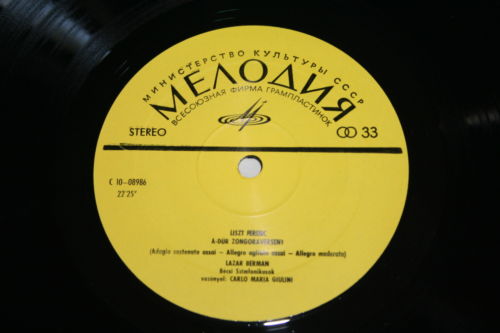 МИНИСТЕРСТВО КУЛЬТУРЫ СССР
МЕЛОДИЯ
ВСЕСОЮЗНАЯ ФИРМА ГРАМПЛАСТИНОК
STEREO
33
C 10-08986
22'25"
LISZT FERENC
A-DUR ZONGORAVERSENY
(Adagio sostenuto assai - Allegro agitato assai - Allegro moderato)
LAZAR BERMAN
Bécsi Szimfonikusok
vezényel: CARLO MARIA GIULINI